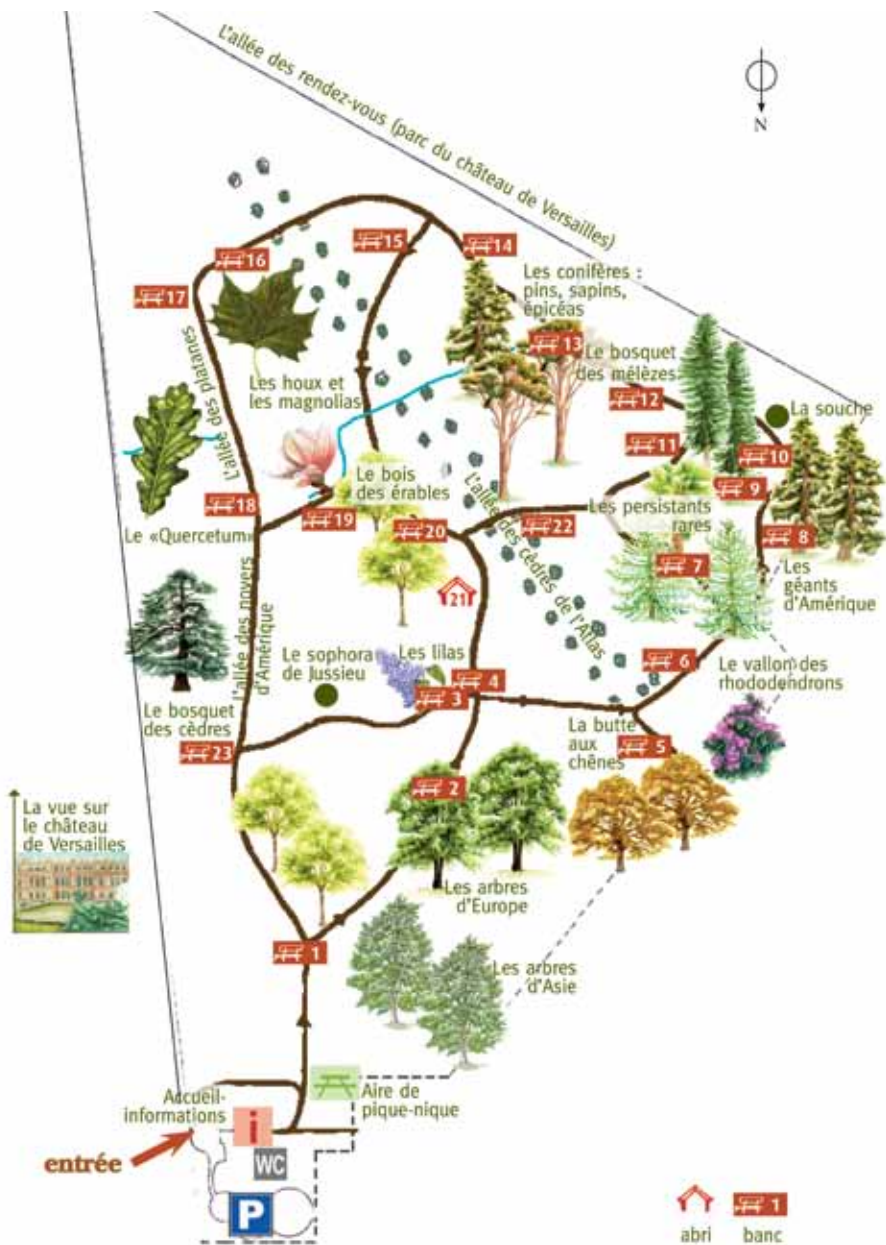 L'allée des rendez-vous (parc du château de Versailles)
N
15
14
16
17
Les conifères :
pins, sapins,
épicéas
13
Le bosquet
des mélèzes
12
La souche
L'allée des platanes
Les houx et
les magnolias
11
10
9
Le bois
des érables
18
19
20
22
L'allée des cèdres de l'Atlas
Les persistants
rares
8
7
Le «Quercetum»
21
Les
géants
d'Amérique
L'allée des noyers
d'Amérique
Le sophora
de Jussieu
Les lilas
4
3
6
Le vallon des
rhododendrons
Le bosquet
des cèdres
23
La butte
aux
chênes
5
2
La vue sur
le château
de Versailles
Les arbres
d'Europe
1
Les arbres
d'Asie
Accueil-
informations
Aire de
pique-nique
i
entrée
WC
P
1
abri
banc